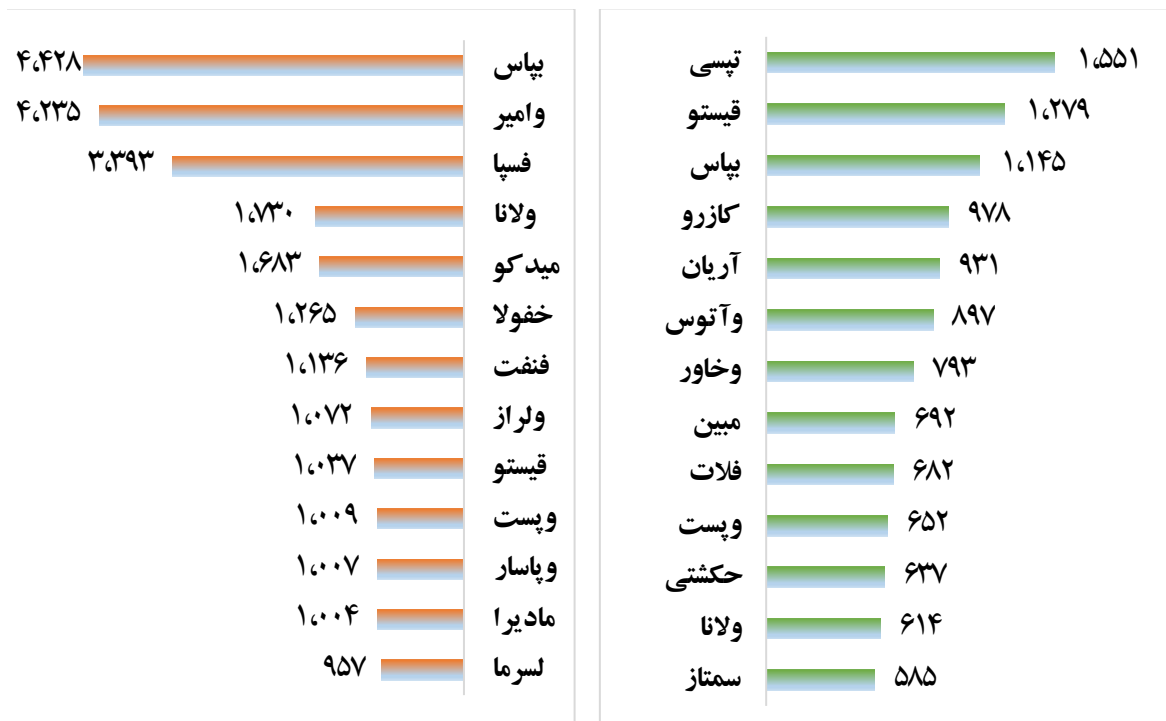 تپسی ۱،۵۵۱
قیستو ۱،۲۷۹
بپاس ۱،۱۴۵
کازرو ۹۷۸
آریان ۹۳۱
وآتوس ۸۹۷
وخاور ۷۹۳
مبین ۶۹۲
فلات ۶۸۲
وپست ۶۵۲
حکشتی ۶۳۷
ولانا ۶۱۴
سمتاز ۵۸۵
بپاس ۴،۴۲۸
وامیر ۴،۲۳۵
فسپا ۳،۳۹۳
ولانا ۱،۷۳۰
میدکو ۱،۶۸۳
خفولا ۱،۲۶۵
فنفت ۱،۱۳۶
ولراز ۱،۰۷۲
قیستو ۱،۰۳۷
وپست ۱،۰۰۹
وپاسار ۱،۰۰۷
مادیرا ۱،۰۰۴
لسرما ۹۵۷